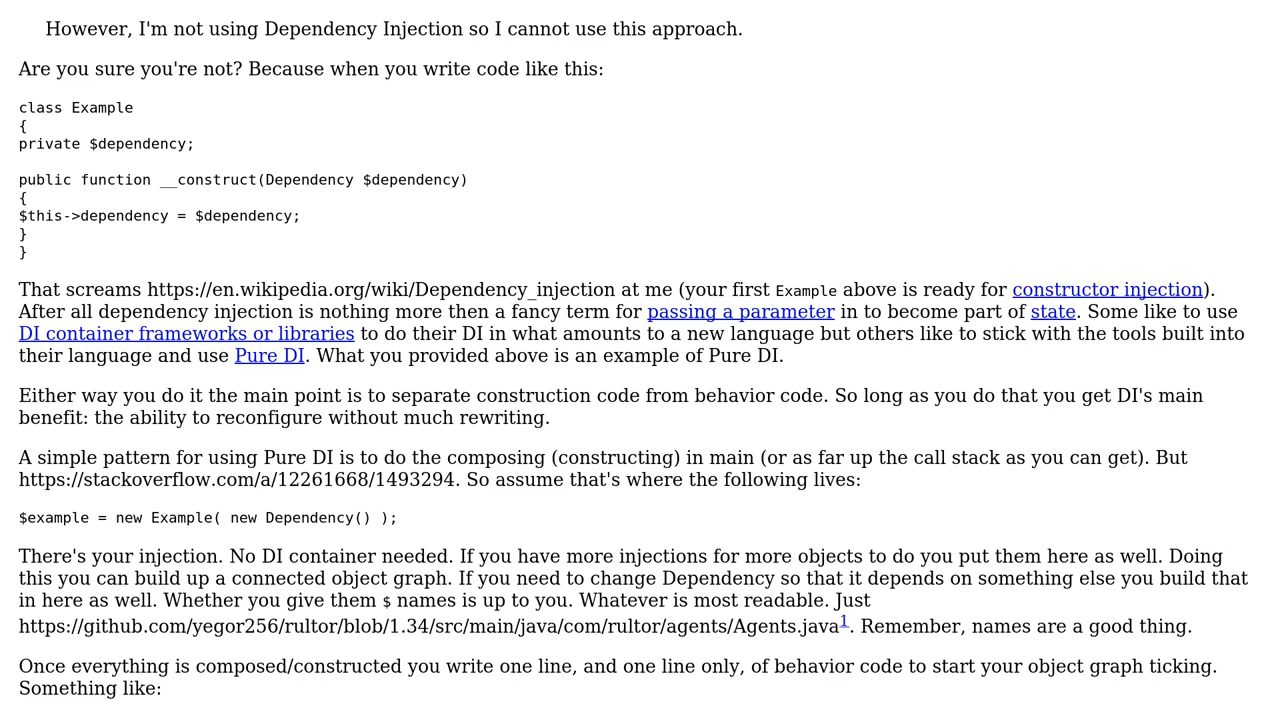 However, I'm not using Dependency Injection so I cannot use this approach.
Are you sure you're not? Because when you write code like this:
class Example
{
private $dependency;
public function __construct(Dependency $dependency)
{
$this->dependency = $dependency;
}
}
That screams https://en.wikipedia.org/wiki/Dependency_injection at me (your first Example above is ready for constructor injection).
After all dependency injection is nothing more then a fancy term for passing a parameter in to become part of state. Some like to use
DI container frameworks or libraries to do their DI in what amounts to a new language but others like to stick with the tools built into
their language and use Pure DI. What you provided above is an example of Pure DI.
Either way you do it the main point is to separate construction code from behavior code. So long as you do that you get DI's main
benefit: the ability to reconfigure without much rewriting.
A simple pattern for using Pure DI is to do the composing (constructing) in main (or as far up the call stack as you can get). But
https://stackoverflow.com/a/12261668/1493294. So assume that's where the following lives:
$example = new Example( new Dependency() );
There's your injection. No DI container needed. If you have more injections for more objects to do you put them here as well. Doing
this you can build up a connected object graph. If you need to change Dependency so that it depends on something else you build that
in here as well. Whether you give them $ names is up to you. Whatever is most readable. Just
https://github.com/yegor256/rultor/blob/1.34/src/main/java/com/rultor/agents/Agents.java1. Remember, names are a good thing.
Once everything is composed/constructed you write one line, and one line only, of behavior code to start your object graph ticking.
Something like: